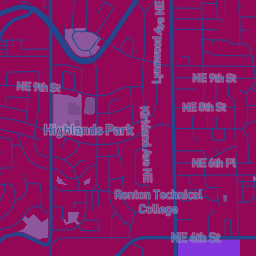 Lynnwood Ave NE
NE 9th St
NE 9th St
NE 8th St
Highlands Park
Kirkland Ave NE
NE 6th Pl
Renton Technical
College
NE 4th St